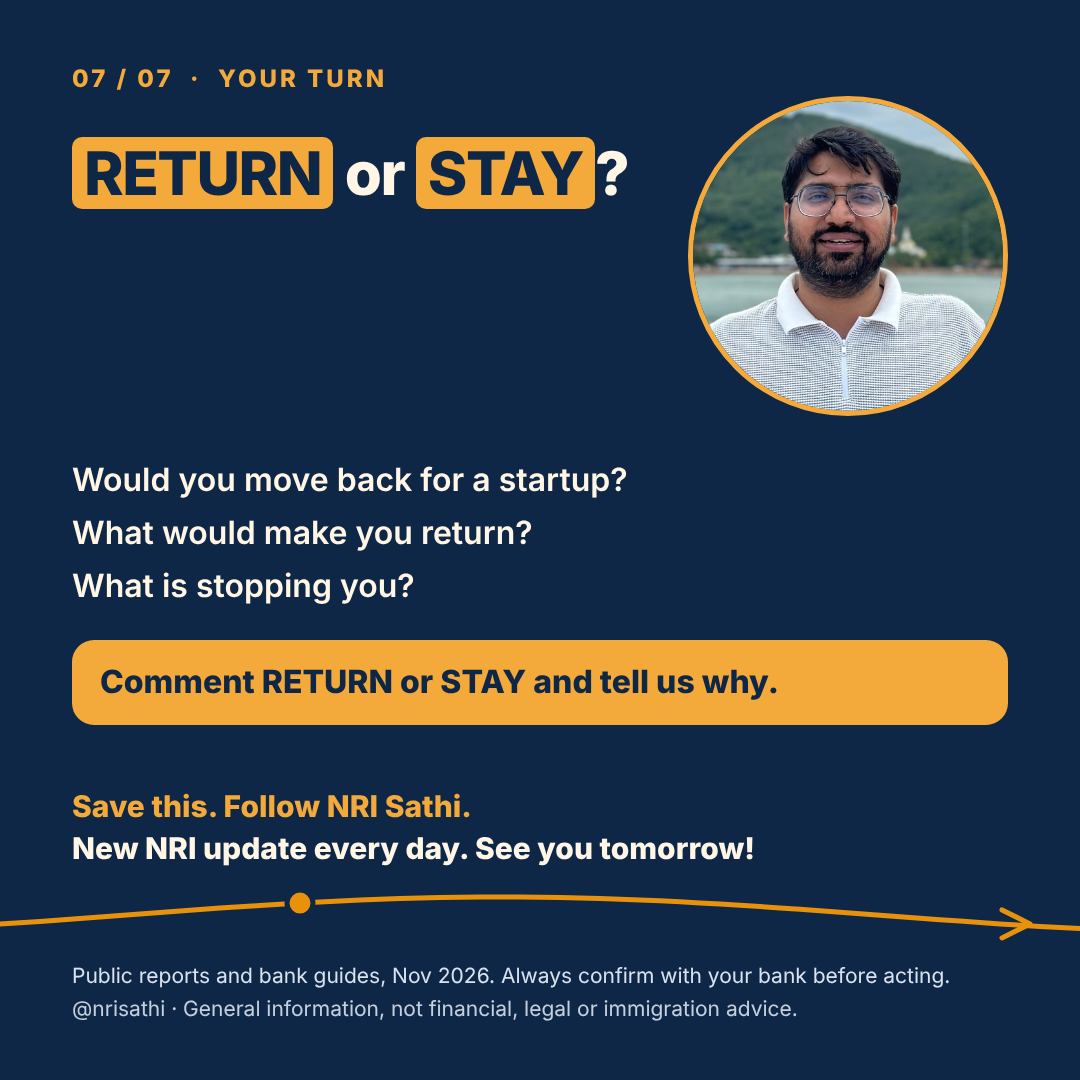 07 / 07 · YOUR TURN
RETURN or STAY?
Would you move back for a startup?
What would make you return?
What is stopping you?
Comment RETURN or STAY and tell us why.
Save this. Follow NRI Sathi.
New NRI update every day. See you tomorrow!
Public reports and bank guides, Nov 2026. Always confirm with your bank before acting.
@nrisathi · General information, not financial, legal or immigration advice.